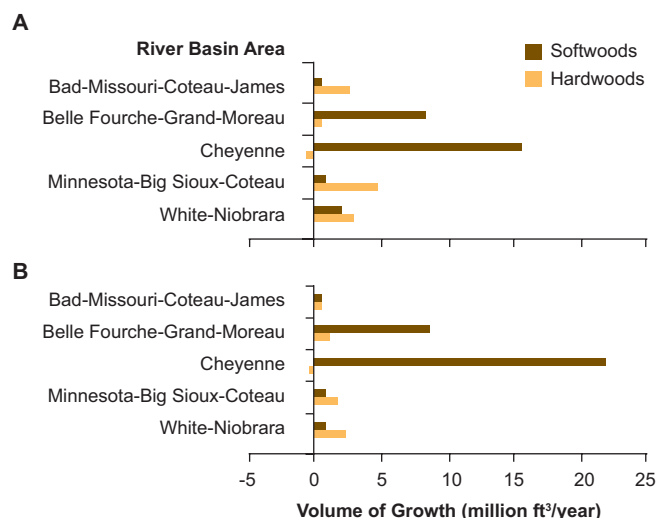 A
River Basin Area
Softwoods
Hardwoods
Bad-Missouri-Coteau-James
Belle Fourche-Grand-Moreau
Cheyenne
Minnesota-Big Sioux-Coteau
White-Niobrara
B
Bad-Missouri-Coteau-James
Belle Fourche-Grand-Moreau
Cheyenne
Minnesota-Big Sioux-Coteau
White-Niobrara
-5 0 5 10 15 20 25
Volume of Growth (million ft³/year)